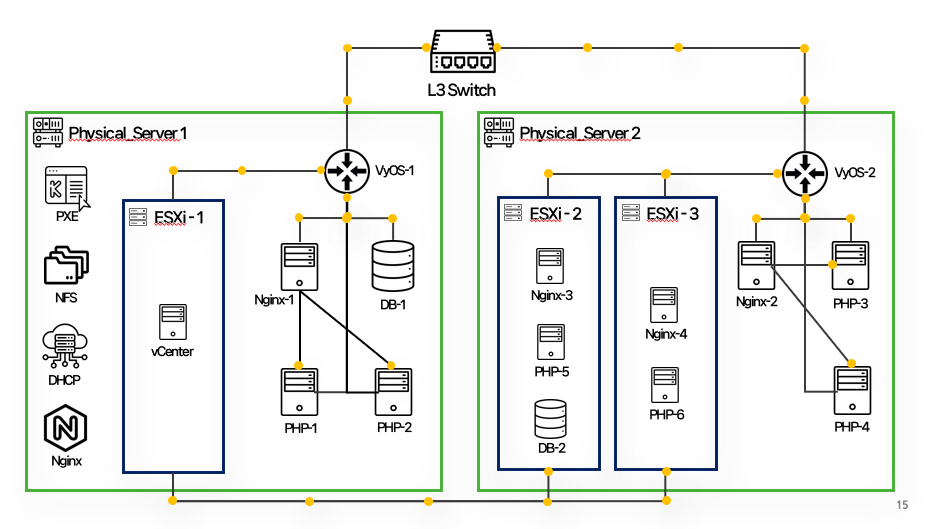 L3 Switch
Physical_Server 1
Physical_Server 2
VyOS-1
VyOS-2
PXE
ESXi - 1
ESXi - 2
ESXi - 3
NFS
Nginx-1
DB-1
Nginx-3
Nginx-2
PHP-3
vCenter
Nginx-4
DHCP
PHP-5
PHP-1
PHP-2
PHP-6
PHP-4
Nginx
DB-2
15